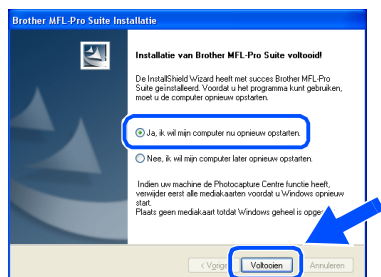 Brother MFL-Pro Suite Installatie
Installatie van Brother MFL-Pro Suite voltooid!
De InstallShield Wizard heeft met succes Brother MFL-Pro
Suite geïnstalleerd. Voordat u het programma kunt gebruiken,
moet u de computer opnieuw opstarten.
Ja, ik wil mijn computer nu opnieuw opstarten.
Nee, ik wil mijn computer later opnieuw opstarten.
Indien uw machine de Photocapture Centre functie heeft,
verwijder eerst alle mediakaarten voordat u Windows opnieuw
start.
Plaats geen mediakaart totdat Windows geheel is
Voltooien Annuleren